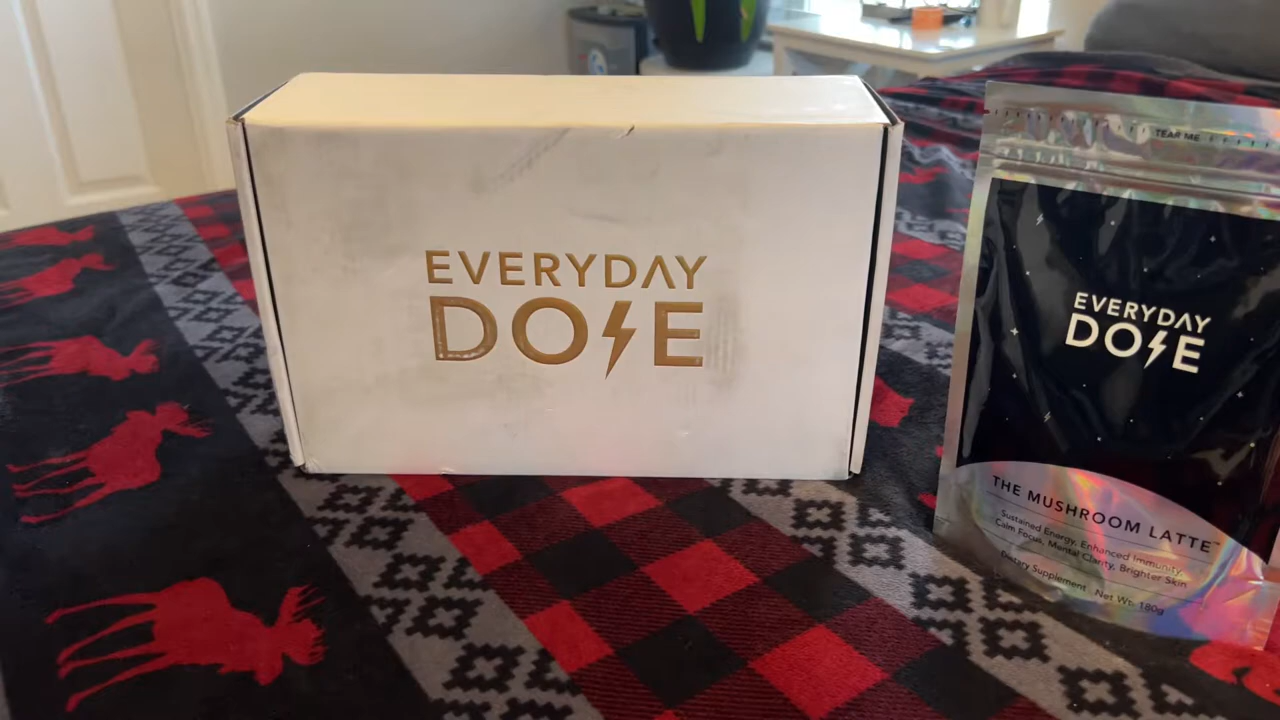 EVERYDAY
DOSE
TEAR ME
EVERYDAY
DOSE
THE MUSHROOM LATTE™
Sustained Energy, Enhanced Immunity,
Calm Focus, Mental Clarity, Brighter Skin
Dietary Supplement Net Wt. 180g